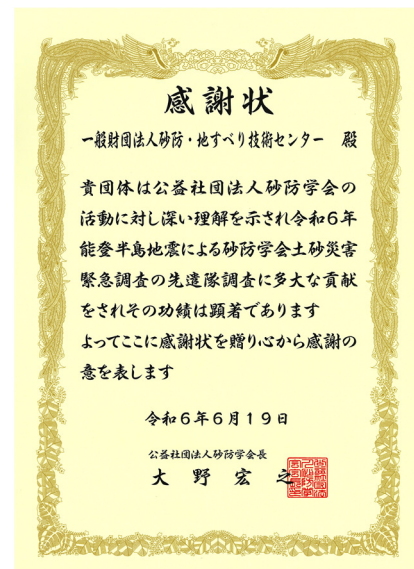 感謝状
一般財団法人砂防・地すべり技術センター 殿
貴団体は公益社団法人砂防学会の
活動に対し深い理解を示され令和6年
能登半島地震による砂防学会土砂災害
緊急調査の先遣隊調査に多大な貢献
をされその功績は顕著であります
よってここに感謝状を贈り心から感謝の
意を表します
令和6年6月19日
公益社団法人砂防学会長
大野宏之